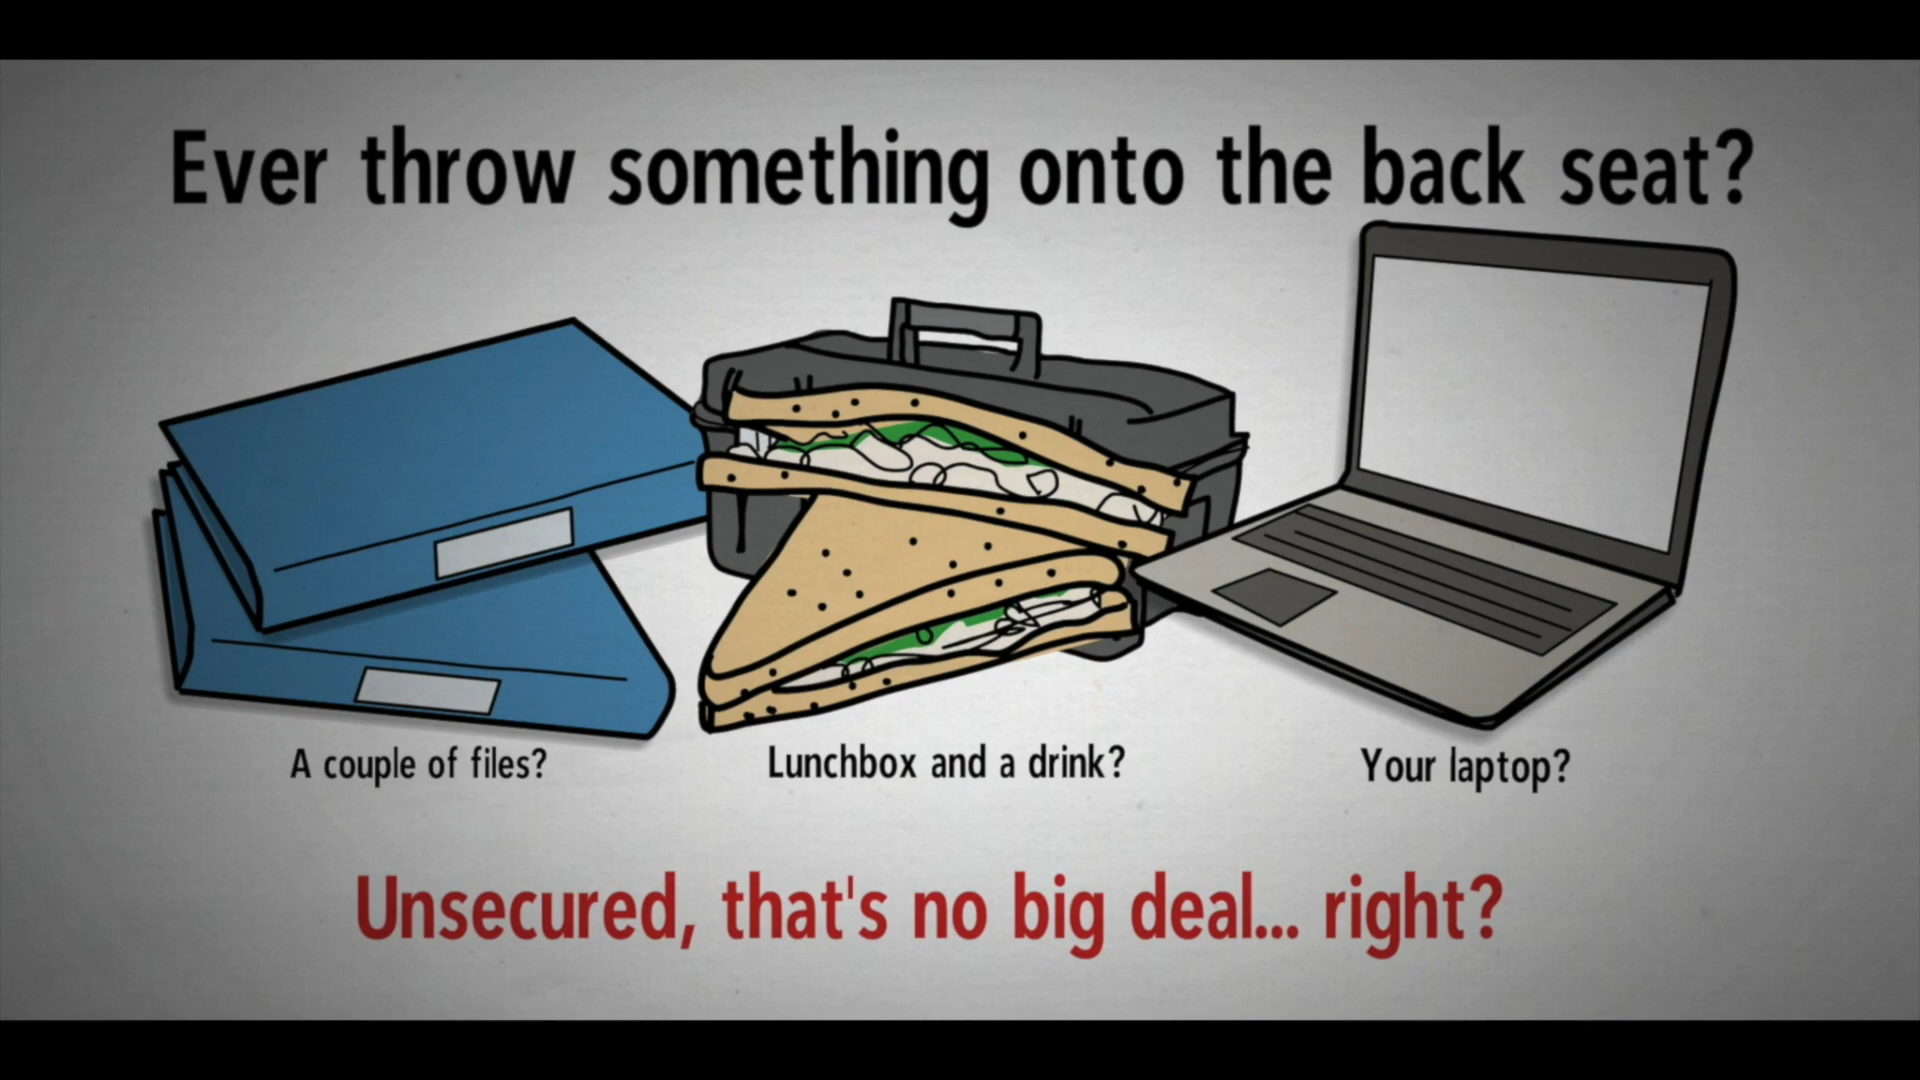 Ever throw something onto the back seat?
A couple of files?
Lunchbox and a drink?
Your laptop?
Unsecured, that's no big deal... right?